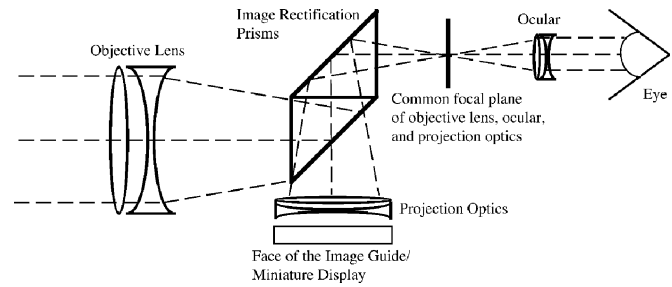 Image Rectification
Prisms
Ocular
Objective Lens
Eye
Common focal plane
of objective lens, ocular,
and projection optics
Projection Optics
Face of the Image Guide/
Miniature Display